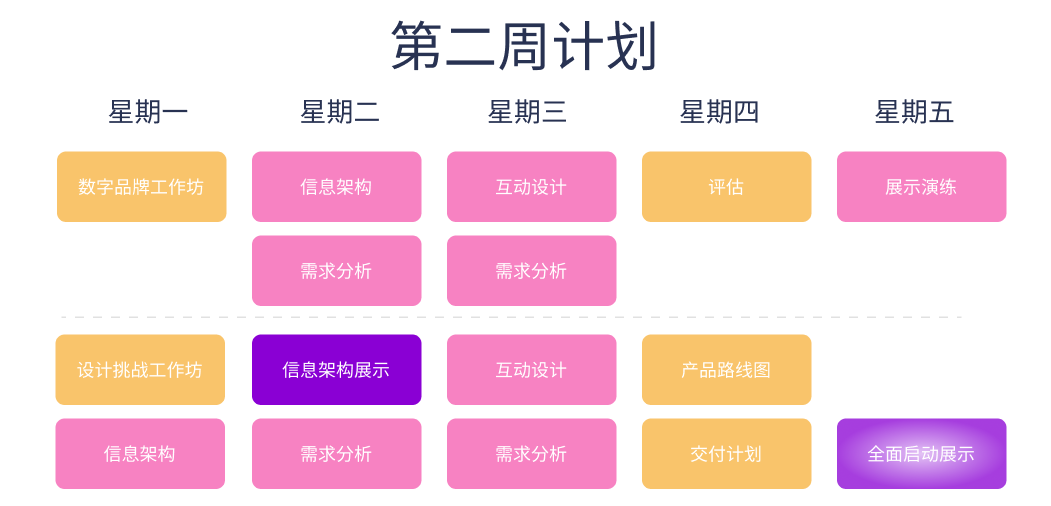 第二周计划
星期一 星期二 星期三 星期四 星期五
数字品牌工作坊 信息架构 互动设计 评估 展示演练
需求分析 需求分析
设计挑战工作坊 信息架构展示 互动设计 产品路线图
信息架构 需求分析 需求分析 交付计划 全面启动展示